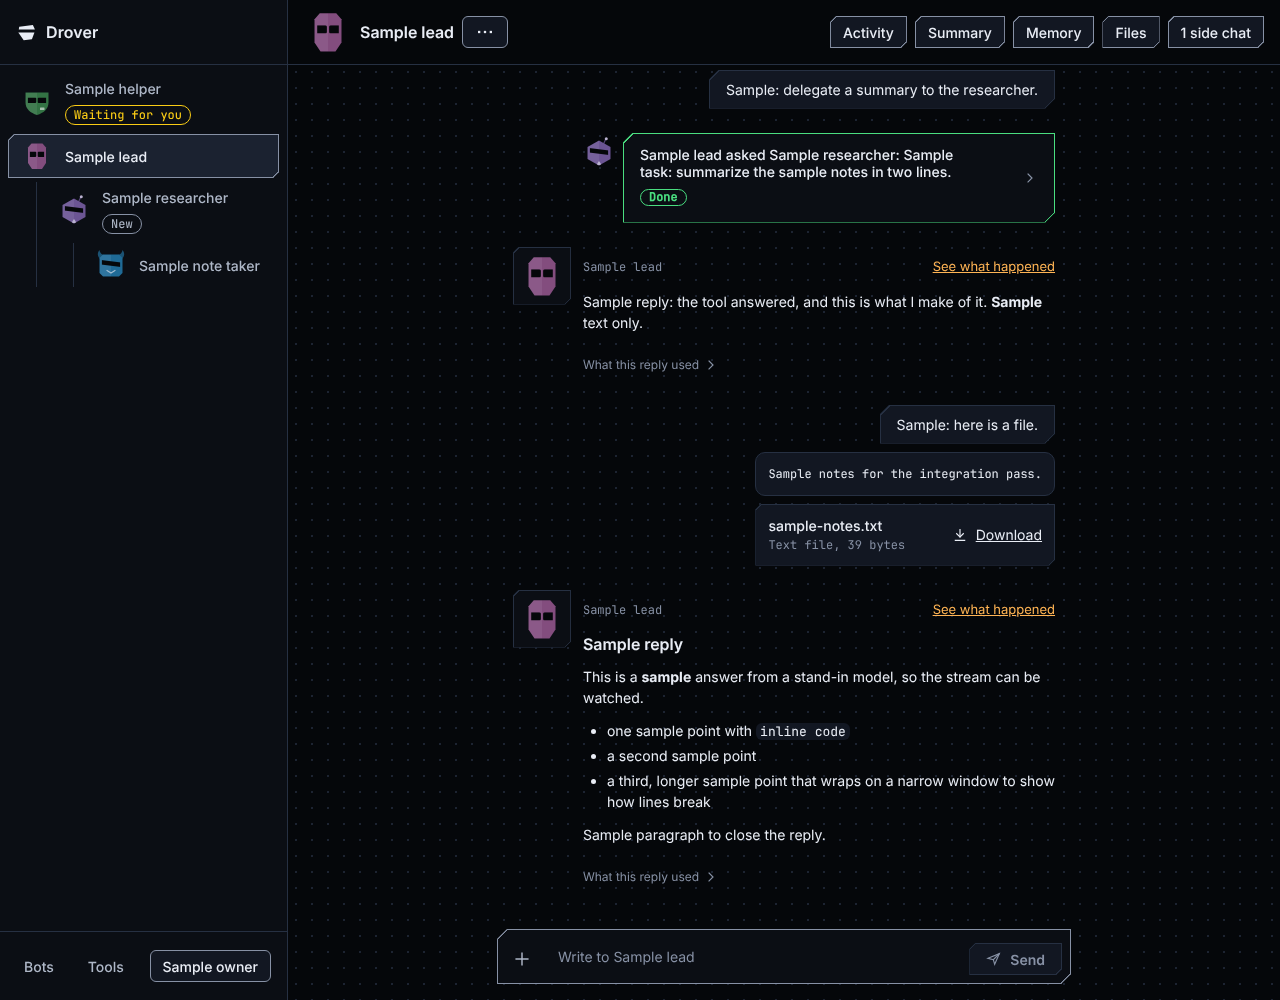 Drover
Sample helper
Waiting for you
Sample lead
Sample researcher
New
Sample note taker
Bots
Tools
Sample owner
Sample lead
Activity
Summary
Memory
Files
1 side chat
Sample: delegate a summary to the researcher.
Sample lead asked Sample researcher: Sample
task: summarize the sample notes in two lines.
Done
Sample lead
See what happened
Sample reply: the tool answered, and this is what I make of it. Sample
text only.
What this reply used
Sample: here is a file.
Sample notes for the integration pass.
sample-notes.txt
Text file, 39 bytes
Download
Sample lead
See what happened
Sample reply
This is a sample answer from a stand-in model, so the stream can be
watched.
one sample point with inline code
a second sample point
a third, longer sample point that wraps on a narrow window to show
how lines break
Sample paragraph to close the reply.
What this reply used
Write to Sample lead
Send